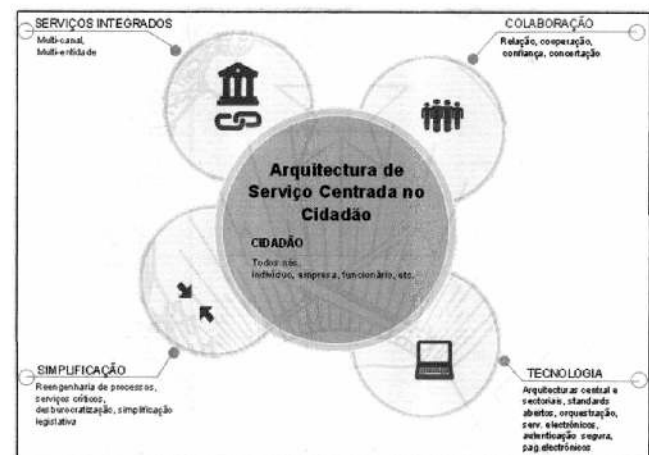 SERVIÇOS INTEGRADOS
Multi-canal,
Multi-entidade
COLABORAÇÃO
Relação, cooperação,
confiança, concertação
Arquitectura de
Serviço Centrada no
Cidadão
CIDADÃO
Todos nós,
indivíduo, empresa, funcionário, etc.
SIMPLIFICAÇÃO
Reengenharia de processos,
serviços críticos,
desburocratização, simplificação
legislativa
TECNOLOGIA
Arquitecturas central e
sectoriais, standards
abertos, orquestração,
serv. electrónicos,
autenticação segura,
pag.electrónicos